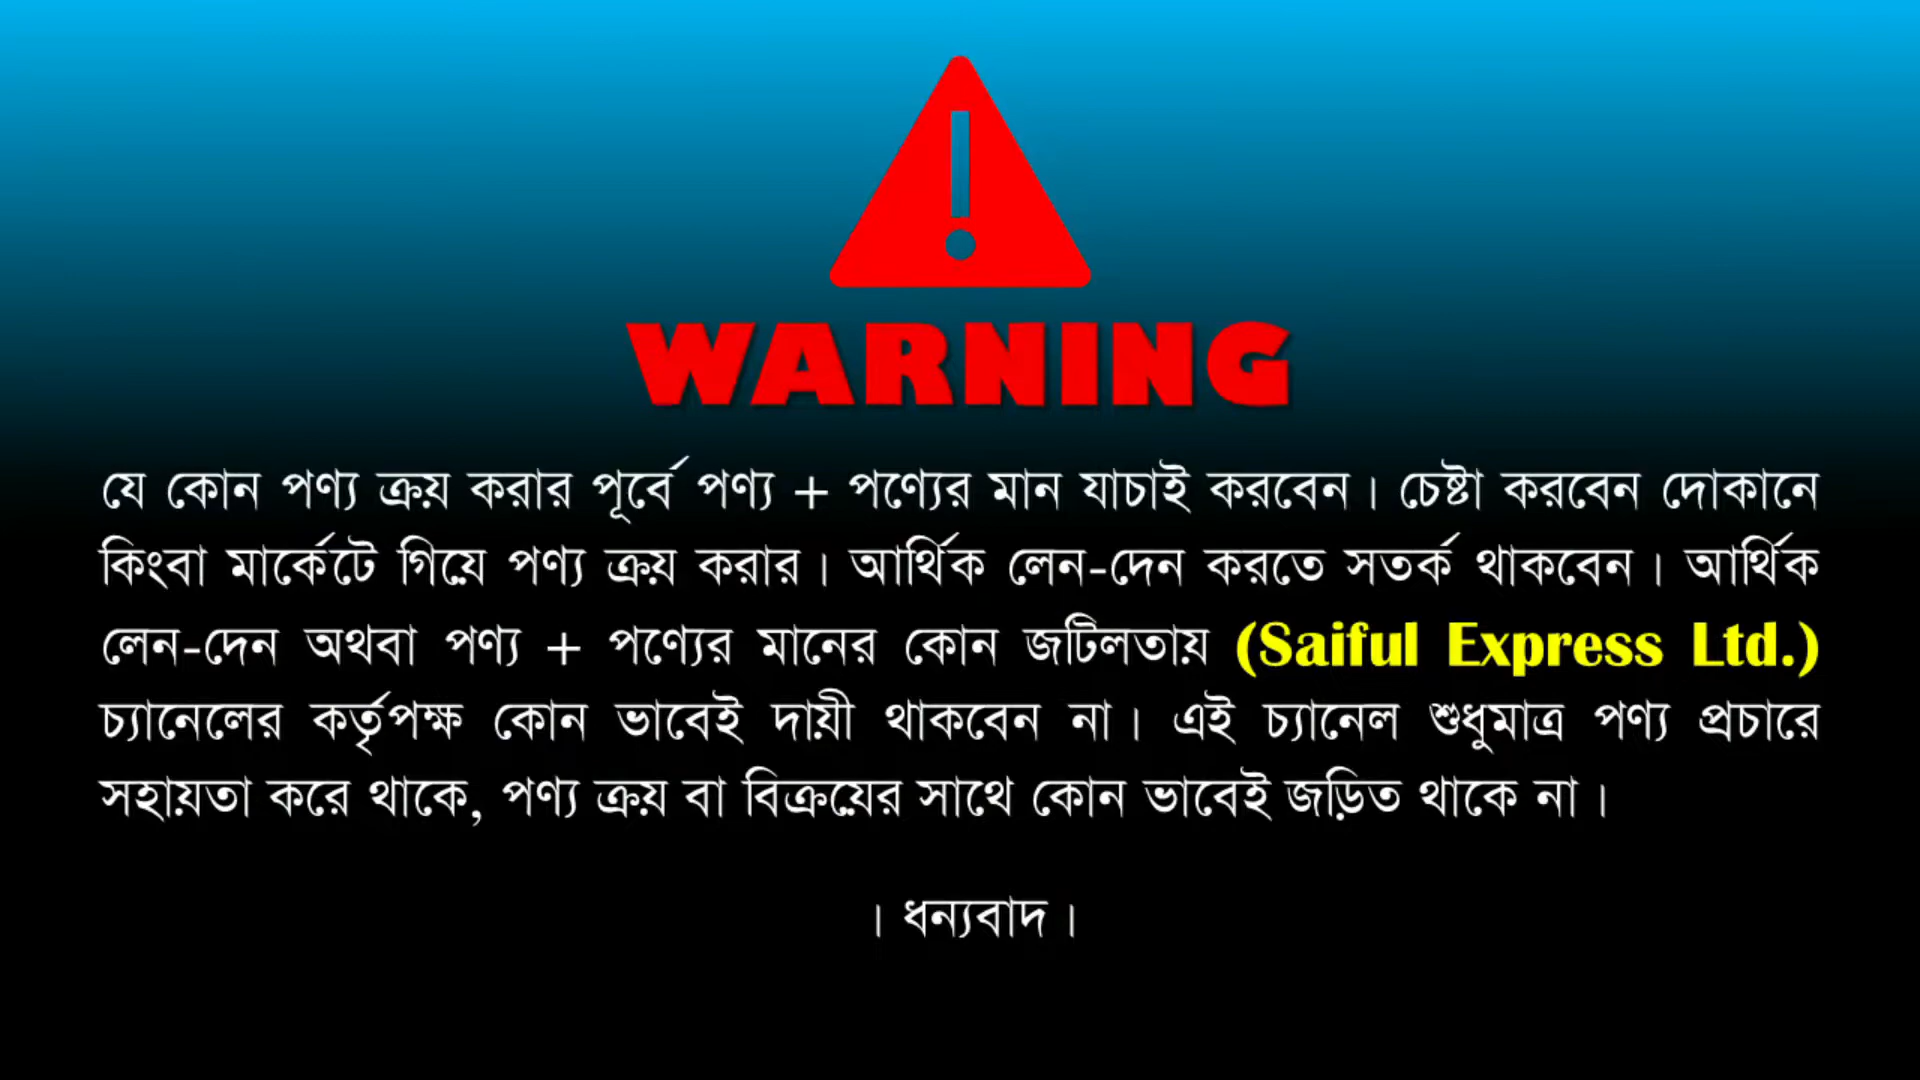 WARNING
যে কোন পণ্য ক্রয় করার পূর্বে পণ্য + পণ্যের মান যাচাই করবেন। চেষ্টা করবেন দোকানে
কিংবা মার্কেটে গিয়ে পণ্য ক্রয় করার। আর্থিক লেন-দেন করতে সতর্ক থাকবেন। আর্থিক
লেন-দেন অথবা পণ্য + পণ্যের মানের কোন জটিলতায় (Saiful Express Ltd.)
চ্যানেলের কর্তৃপক্ষ কোন ভাবেই দায়ী থাকবেন না। এই চ্যানেল শুধুমাত্র পণ্য প্রচারে
সহায়তা করে থাকে, পণ্য ক্রয় বা বিক্রয়ের সাথে কোন ভাবেই জড়িত থাকে না।
। ধন্যবাদ।